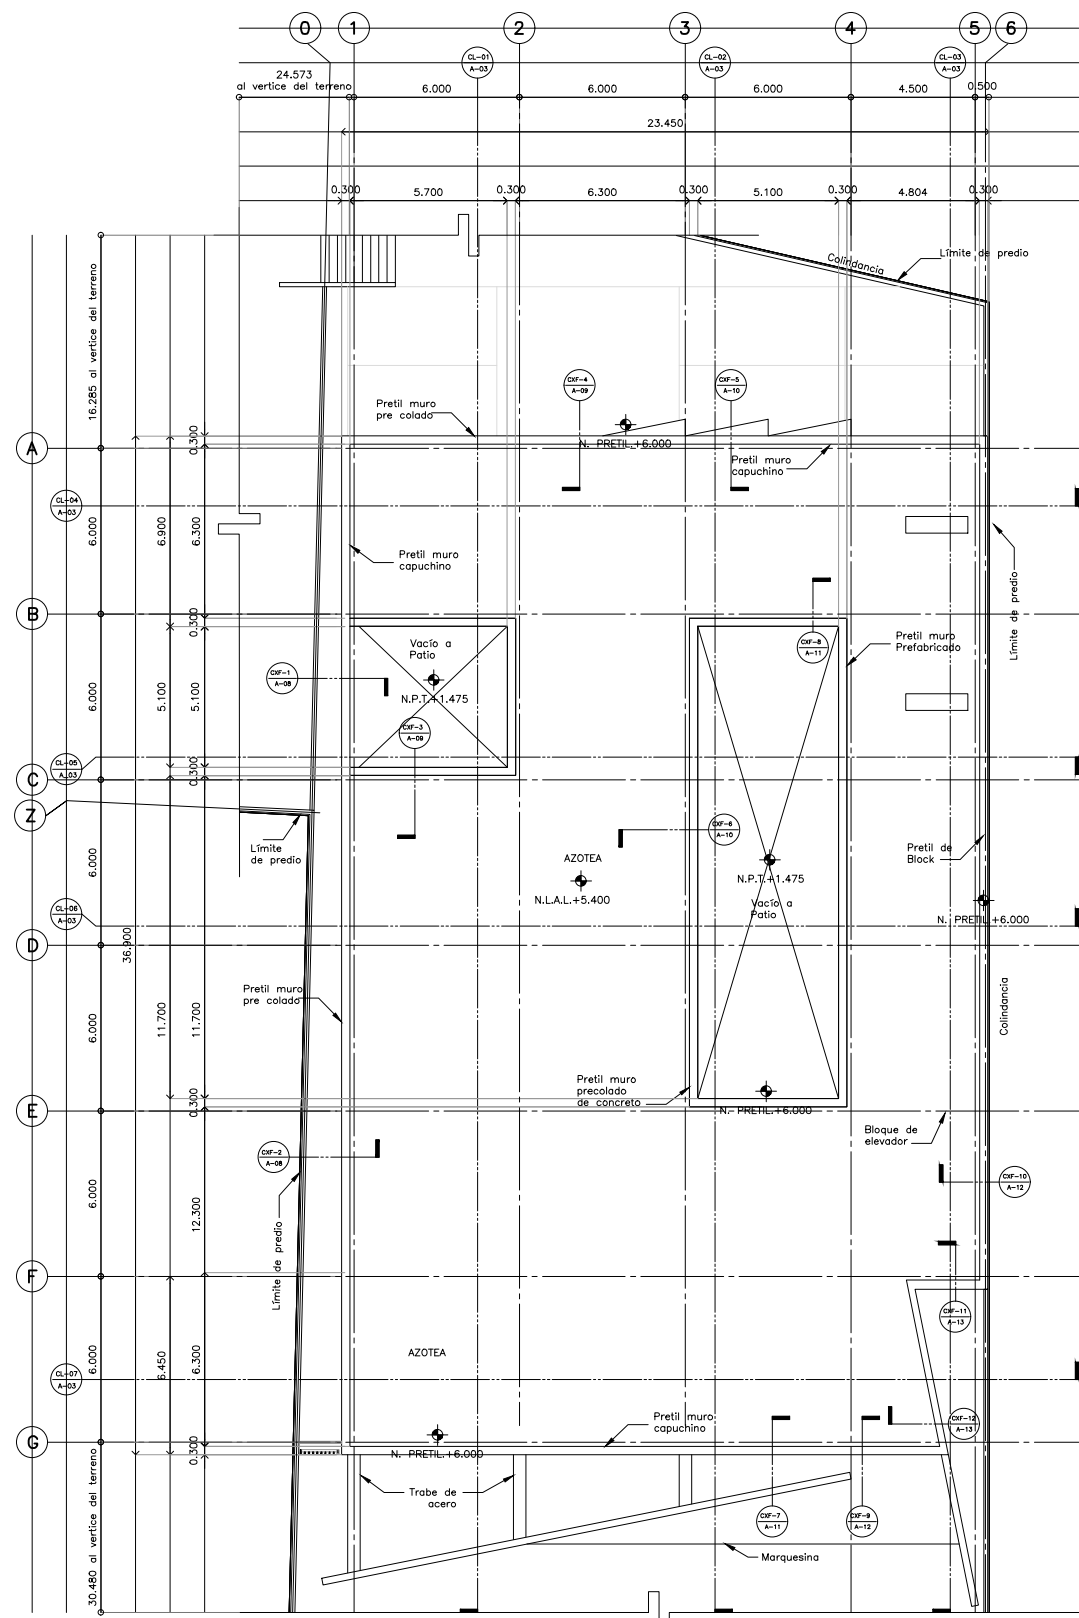 0 1 2 3 4 5 6
CL-01
A-03
CL-02
A-03
CL-03
A-03
24.573
al vertice del terreno
6.000 6.000 6.000 4.500 0.500
23.450
0.300 5.700 0.300 6.300 0.300 5.100 0.300 4.804 0.300
16.285 al vertice del terreno
Colindancia
Límite de predio
CXF-4
A-09
CXF-5
A-10
Pretil muro
pre colado
N. PRETIL.+6.000
0.300
A
Pretil muro
capuchino
CL-04
A-03
6.000
6.900
6.300
Pretil muro
capuchino
Límite de predio
B
0.300
Vacío a
Patio
N.P.T.+1.475
CXF-8
A-11
Pretil muro
Prefabricado
CXF-1
A-08
6.000
5.100
5.100
CXF-3
A-09
CL-05
A-03
C
0.300
Z
Límite
de predio
6.000
CXF-6
A-10
AZOTEA
N.L.A.L.+5.400
N.P.T.+1.475
Vacío a
Patio
Pretil de
Block
N. PRETIL.+6.000
CL-06
A-03
36.900
D
Pretil muro
pre colado
Colindancia
6.000
11.700
11.700
Pretil muro
precolado
de concreto
N. PRETIL.+6.000
0.300
E
Bloque de
elevador
CXF-2
A-08
CXF-10
A-12
6.000
12.300
Límite de predio
F
CXF-11
A-13
AZOTEA
CL-07
A-03
6.000
6.450
6.300
Pretil muro
capuchino
CXF-12
A-13
G
0.300
N. PRETIL.+6.000
Trabe de
acero
CXF-7
A-11
CXF-9
A-12
Marquesina
30.480 al vertice del terreno